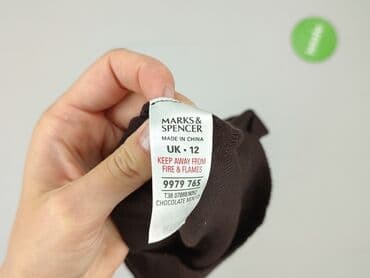 MARKS &
SPENCER
MADE IN CHINA
UK • 12
KEEP AWAY FROM
FIRE & FLAMES
9979 765
CHOCOLATE